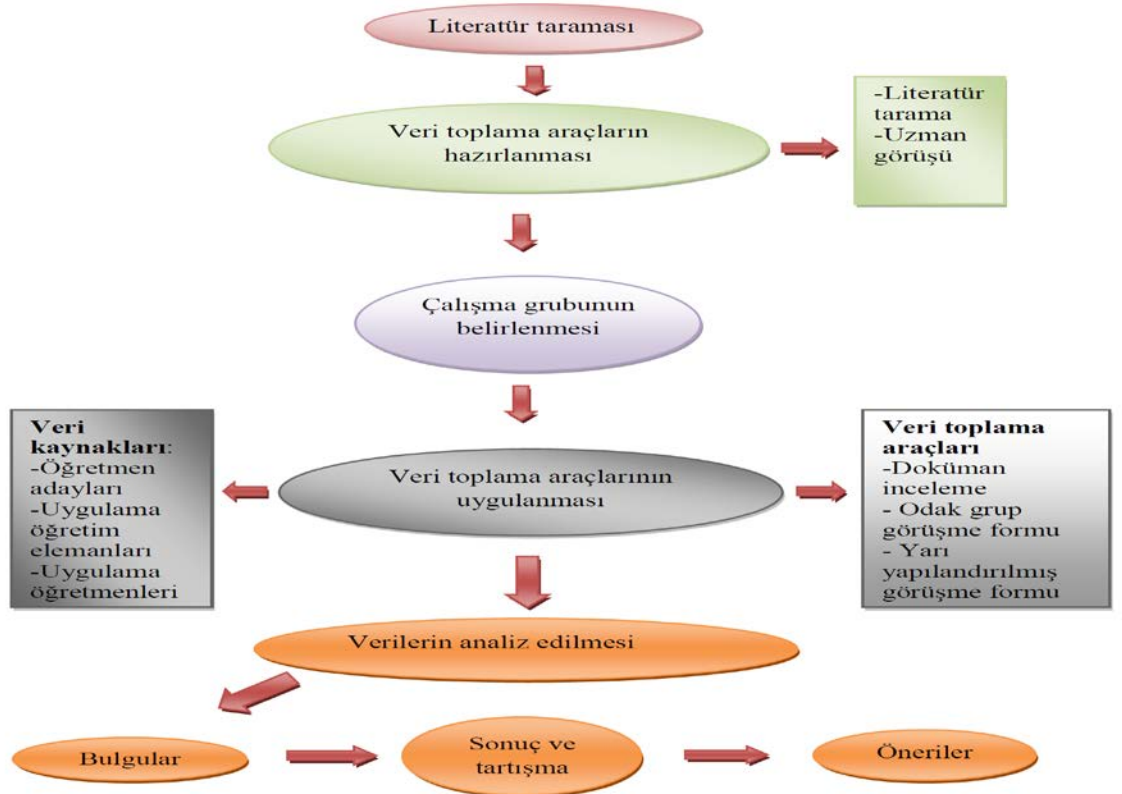 Literatür taraması
Veri toplama araçların
hazırlanması
-Literatür
tarama
-Uzman
görüşü
Çalışma grubunun
belirlenmesi
Veri
kaynakları:
-Öğretmen
adayları
-Uygulama
öğretim
elemanları
-Uygulama
öğretmenleri
Veri toplama araçlarının
uygulanması
Veri toplama
araçları
-Doküman
inceleme
- Odak grup
görüşme formu
- Yarı
yapılandırılmış
görüşme formu
Verilerin analiz edilmesi
Bulgular
Sonuç ve
tartışma
Öneriler